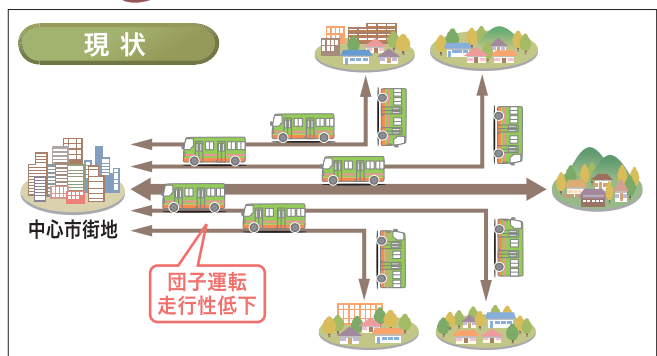 現状
中心市街地
団子運転
走行性低下